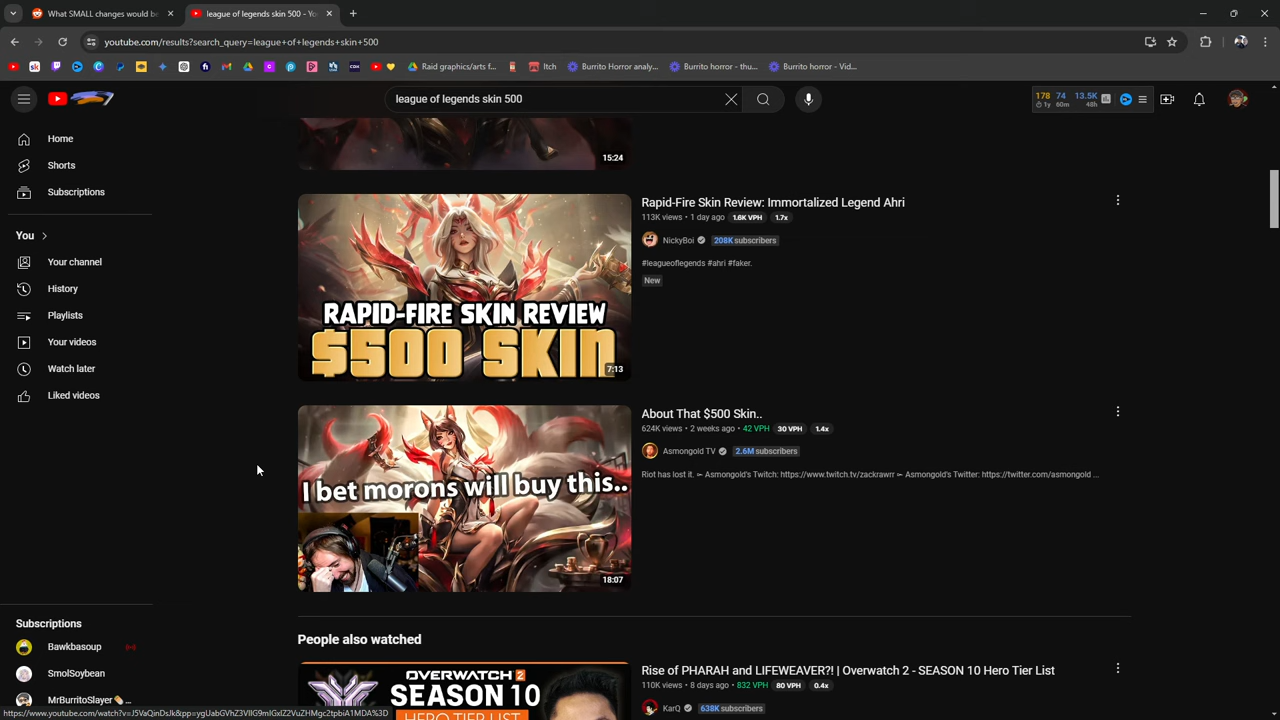 What SMALL changes would be
league of legends skin 500 - Yo
youtube.com/results?search_query=league+of+legends+skin+500
Raid graphics/arts f...
Itch
Burrito Horror analy...
Burrito horror - thu...
Burrito horror - Vid...
league of legends skin 500
178 74 13.5K
1y 60m 48h
Home
Shorts
Subscriptions
You
Your channel
History
Playlists
Your videos
Watch later
Liked videos
Subscriptions
Bawkbasoup
SmolSoybean
MrBurritoSlayer
15:24
RAPID-FIRE SKIN REVIEW
$500 SKIN
7:13
Rapid-Fire Skin Review: Immortalized Legend Ahri
113K views • 1 day ago 1.6K VPH 1.7x
NickyBoi 208K subscribers
#leagueoflegends #ahri #faker.
New
I bet morons will buy this..
18:07
About That $500 Skin..
624K views • 2 weeks ago • 42 VPH 30 VPH 1.4x
Asmongold TV 2.6M subscribers
Riot has lost it. ► Asmongold's Twitch: https://www.twitch.tv/zackrawrr ► Asmongold's Twitter: https://twitter.com/asmongold ...
People also watched
OVERWATCH 2
SEASON 10
HERO TIER LIST
Rise of PHARAH and LIFEWEAVER?! | Overwatch 2 - SEASON 10 Hero Tier List
110K views • 8 days ago • 832 VPH 80 VPH 0.4x
KarQ 638K subscribers